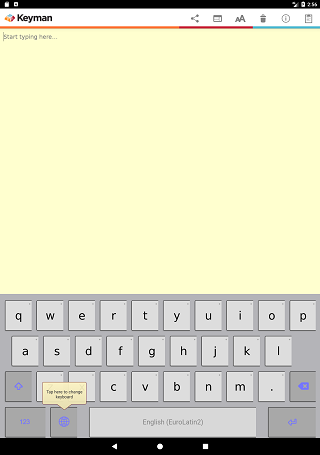 2:56
Keyman
AA
Start typing here...
q w e r t y u i o p
a s d f g h j k l
Tap here to change
keyboard
c v b n m .
123
English (EuroLatin2)